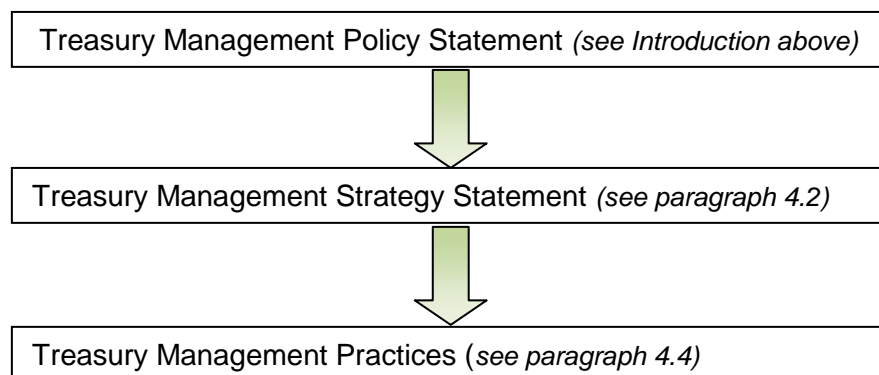 Treasury Management Policy Statement (see Introduction above)
Treasury Management Strategy Statement (see paragraph 4.2)
Treasury Management Practices (see paragraph 4.4)